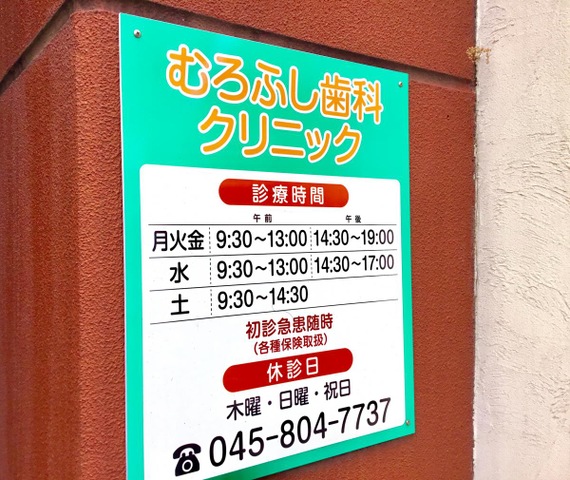 むろふし歯科
クリニック
診療時間
午前 午後
月火金 9:30～13:00 14:30～19:00
水 9:30～13:00 14:30～17:00
土 9:30～14:30
初診急患随時
(各種保険取扱)
休診日
木曜・日曜・祝日
☎045-804-7737